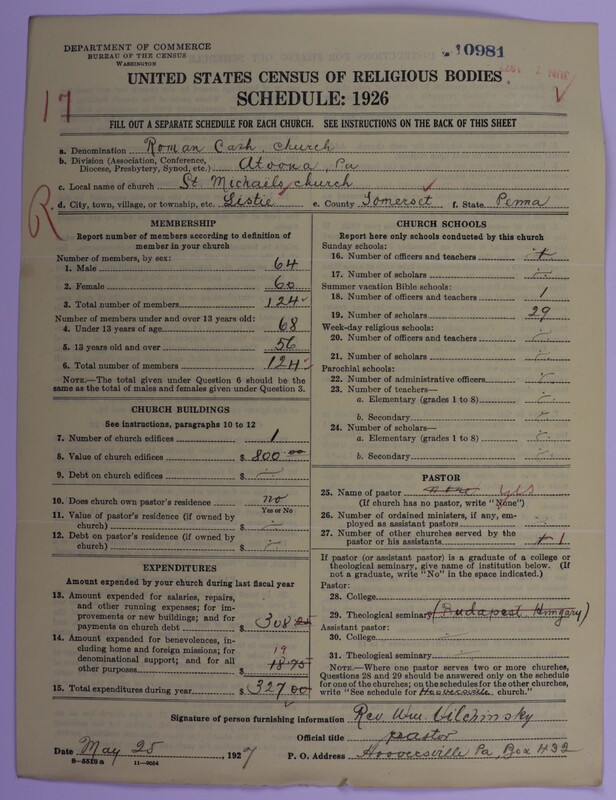 DEPARTMENT OF COMMERCE
BUREAU OF THE CENSUS
WASHINGTON
10981
UNITED STATES CENSUS OF RELIGIOUS BODIES
SCHEDULE: 1926
17
FILL OUT A SEPARATE SCHEDULE FOR EACH CHURCH. SEE INSTRUCTIONS ON THE BACK OF THIS SHEET
a. Denomination Roman Cath. Church
b. Division (Association, Conference,
Diocese, Presbytery, Synod, etc.) Atoona, Pa
c. Local name of church St Michaels church
d. City, town, village, or township, etc. Listie e. County Somerset f. State Penna
R
MEMBERSHIP
Report number of members according to definition of
member in your church
Number of members, by sex:
1. Male 64
2. Female 60
3. Total number of members 124
Number of members under and over 13 years old:
4. Under 13 years of age 68
5. 13 years old and over 56
6. Total number of members 124
NOTE.—The total given under Question 6 should be the
same as the total of males and females given under Question 3.
CHURCH BUILDINGS
See instructions, paragraphs 10 to 12
7. Number of church edifices 1
8. Value of church edifices $ 800.00
9. Debt on church edifices $
10. Does church own pastor's residence no
Yes or No
11. Value of pastor's residence (if owned by
church) $
12. Debt on pastor's residence (if owned by
church) $
EXPENDITURES
Amount expended by your church during last fiscal year
13. Amount expended for salaries, repairs,
and other running expenses; for im-
provements or new buildings; and for
payments on church debt $ 308 25
14. Amount expended for benevolences, in-
cluding home and foreign missions; for
denominational support; and for all 19
other purposes $ 18.75
15. Total expenditures during year $ 327.00
CHURCH SCHOOLS
Report here only schools conducted by this church
Sunday schools:
16. Number of officers and teachers
17. Number of scholars
Summer vacation Bible schools:
18. Number of officers and teachers 1
19. Number of scholars 29
Week-day religious schools:
20. Number of officers and teachers
21. Number of scholars
Parochial schools:
22. Number of administrative officers
23. Number of teachers—
a. Elementary (grades 1 to 8)
b. Secondary
24. Number of scholars—
a. Elementary (grades 1 to 8)
b. Secondary
PASTOR
25. Name of pastor None yes
(If church has no pastor, write "None")
26. Number of ordained ministers, if any, em-
ployed as assistant pastors
27. Number of other churches served by the
pastor or his assistants 1
If pastor (or assistant pastor) is a graduate of a college or
theological seminary, give name of institution below. (If
not a graduate, write "No" in the space indicated.)
Pastor:
28. College
29. Theological seminary (Budapest, Hungary)
Assistant pastor:
30. College
31. Theological seminary
NOTE.—Where one pastor serves two or more churches,
Questions 28 and 29 should be answered only on the schedule
for one of the churches; on the schedules for the other churches,
write "See schedule for Hooversville church."
Signature of person furnishing information Rev. Wm. Vilchinsky
Official title pastor
Date May 25, 1927 P. O. Address Hooversville Pa, Box 432
8—5519 a 11—9054